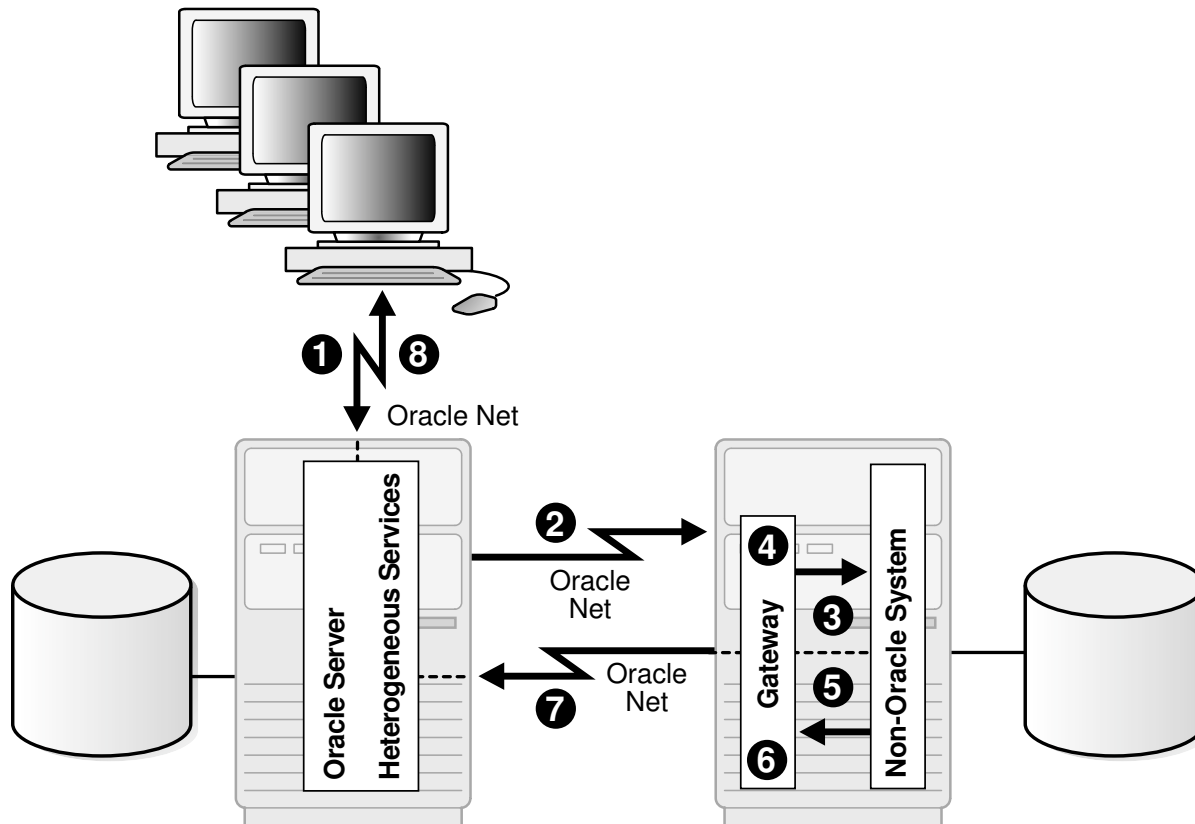 1
8
Oracle Net
Oracle Server
Heterogeneous Services
2
Oracle
Net
7
Oracle
Net
4
3
Gateway
5
6
Non-Oracle System